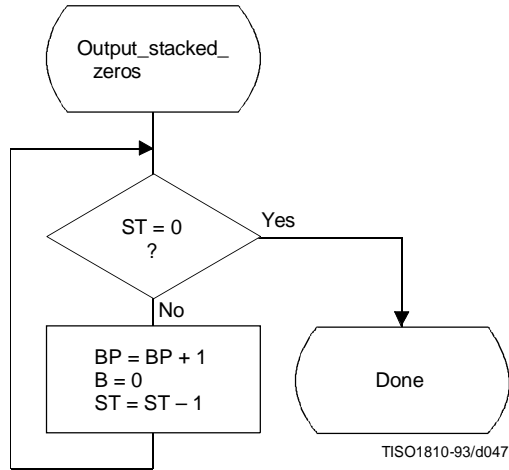 Output_stacked_
zeros
ST = 0
?
Yes
No
BP = BP + 1
B = 0
ST = ST – 1
Done
TISO1810-93/d047